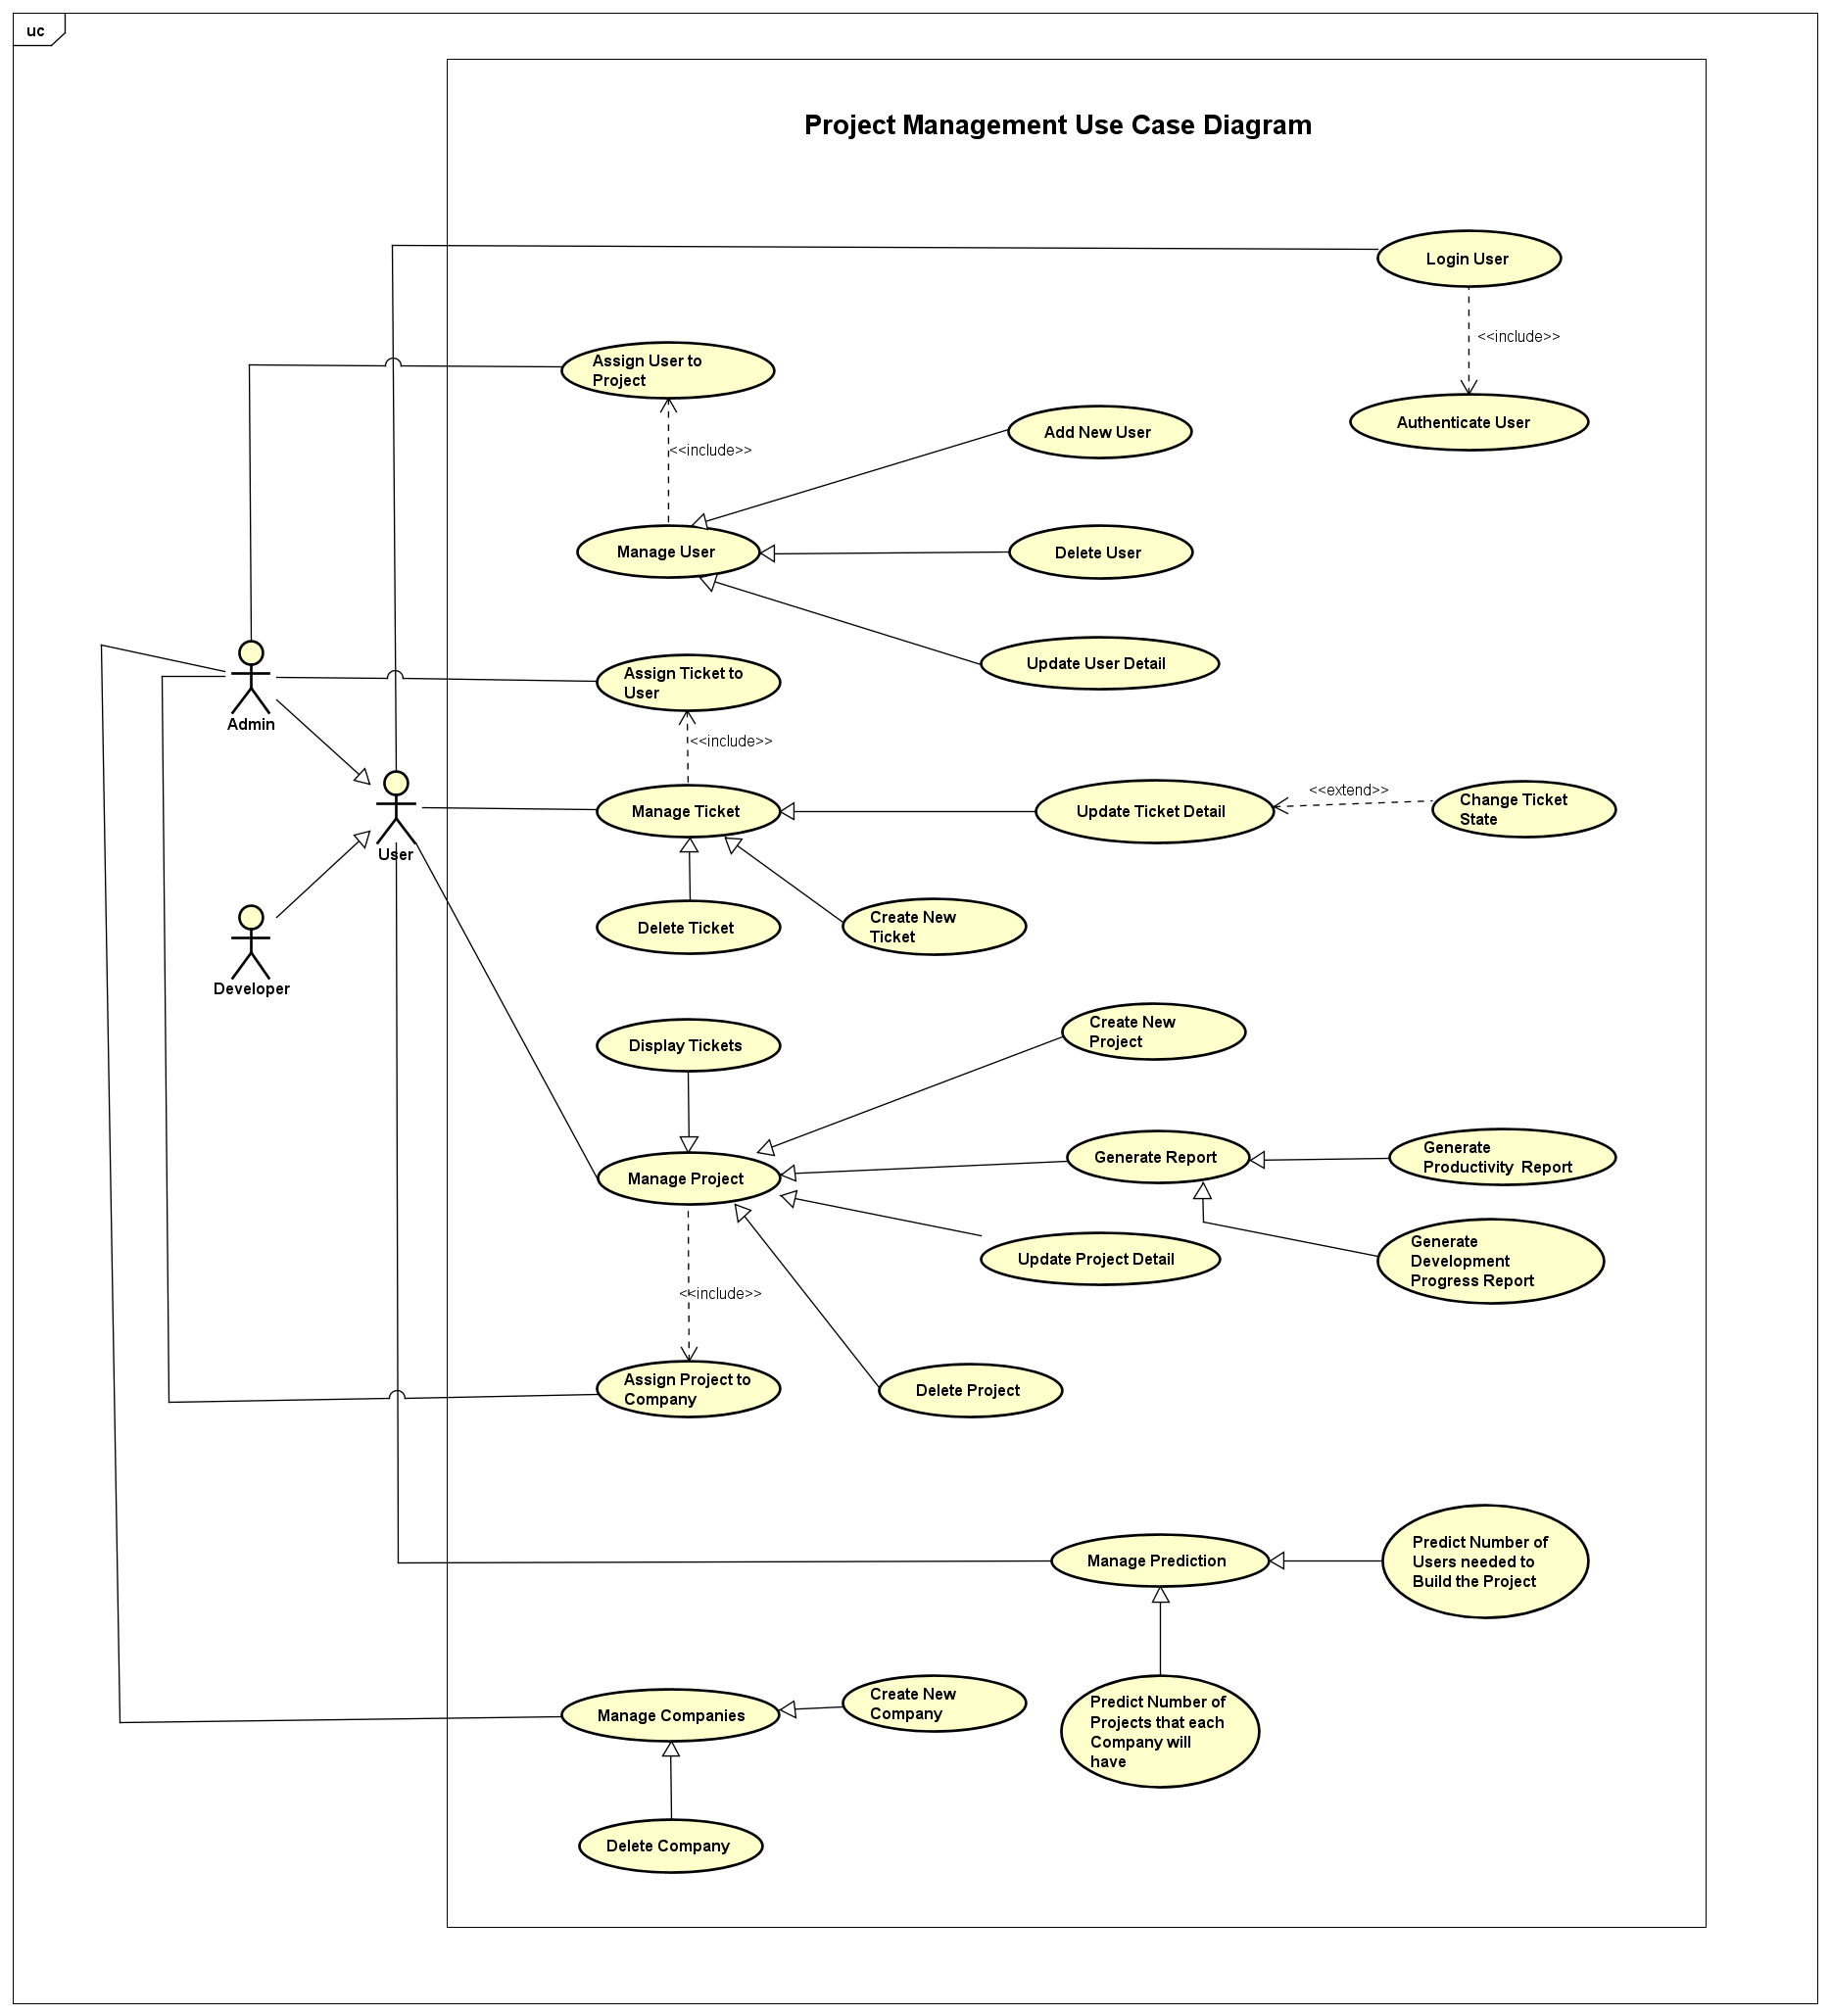 uc
Project Management Use Case Diagram
Login User
<<include>>
Authenticate User
Assign User to
Project
<<include>>
Add New User
Manage User
Delete User
Update User Detail
Assign Ticket to
User
Admin
<<include>>
User
Manage Ticket
Update Ticket Detail
<<extend>>
Change Ticket
State
Delete Ticket
Create New
Ticket
Developer
Display Tickets
Create New
Project
Manage Project
Generate Report
Generate
Productivity  Report
Update Project Detail
Generate
Development
Progress Report
<<include>>
Assign Project to
Company
Delete Project
Manage Prediction
Predict Number of
Users needed to
Build the Project
Manage Companies
Create New
Company
Predict Number of
Projects that each
Company will
have
Delete Company